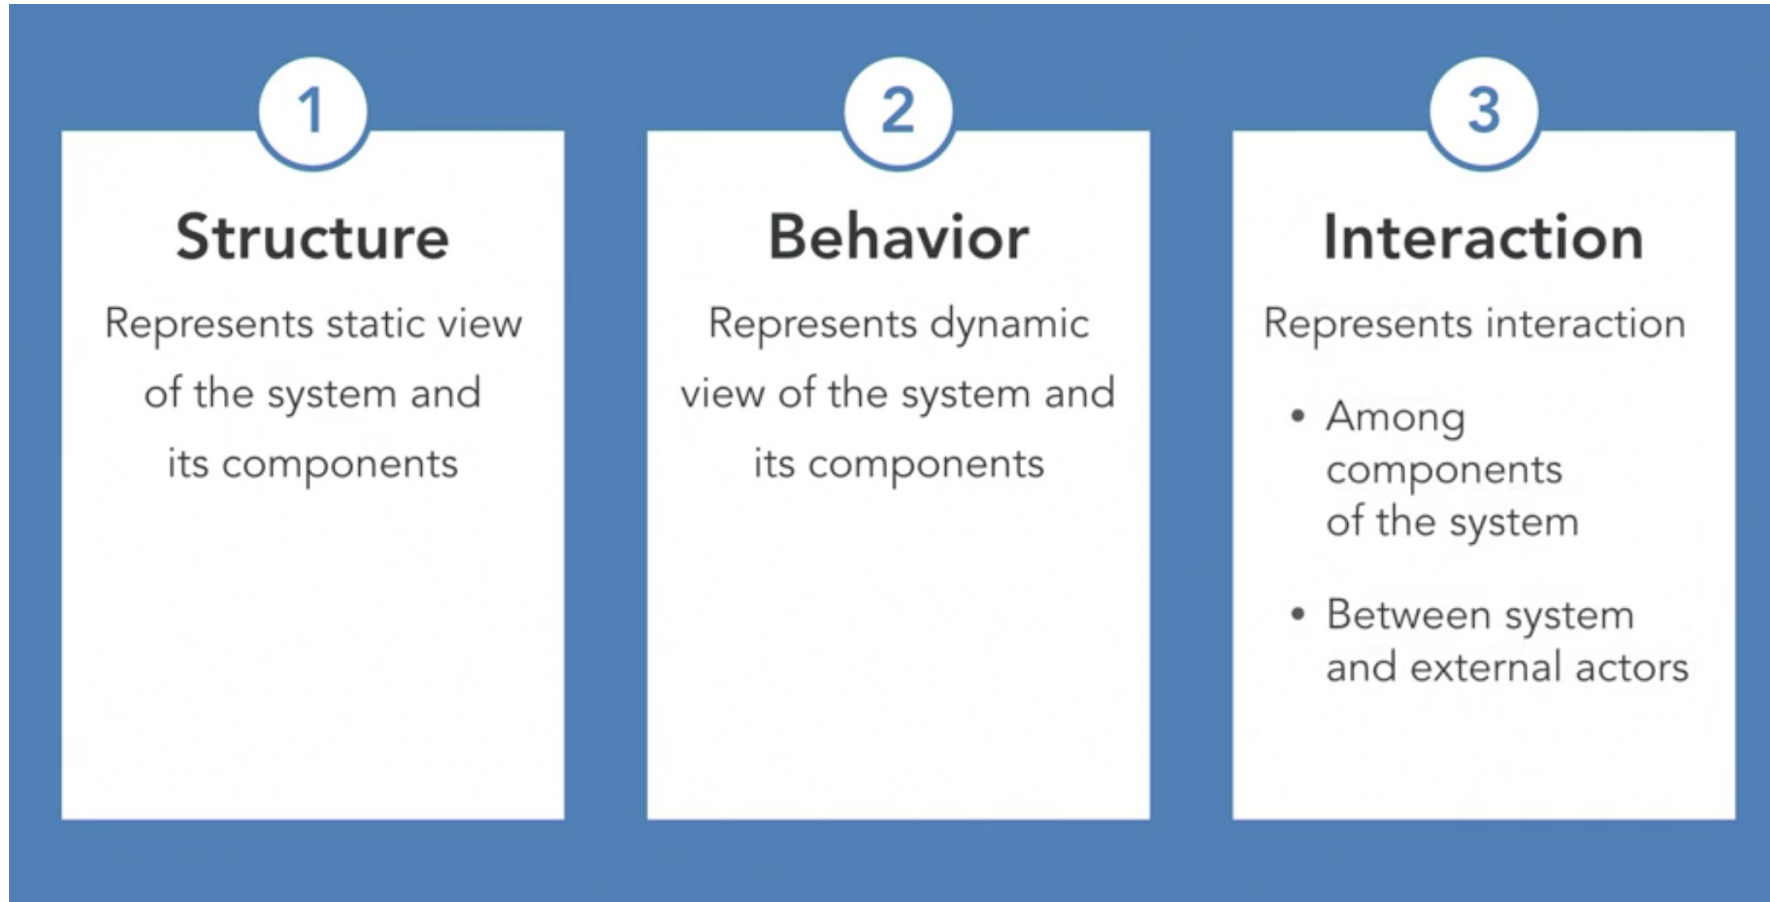 1
Structure
Represents static view
of the system and
its components
2
Behavior
Represents dynamic
view of the system and
its components
3
Interaction
Represents interaction
• Among
components
of the system
• Between system
and external actors